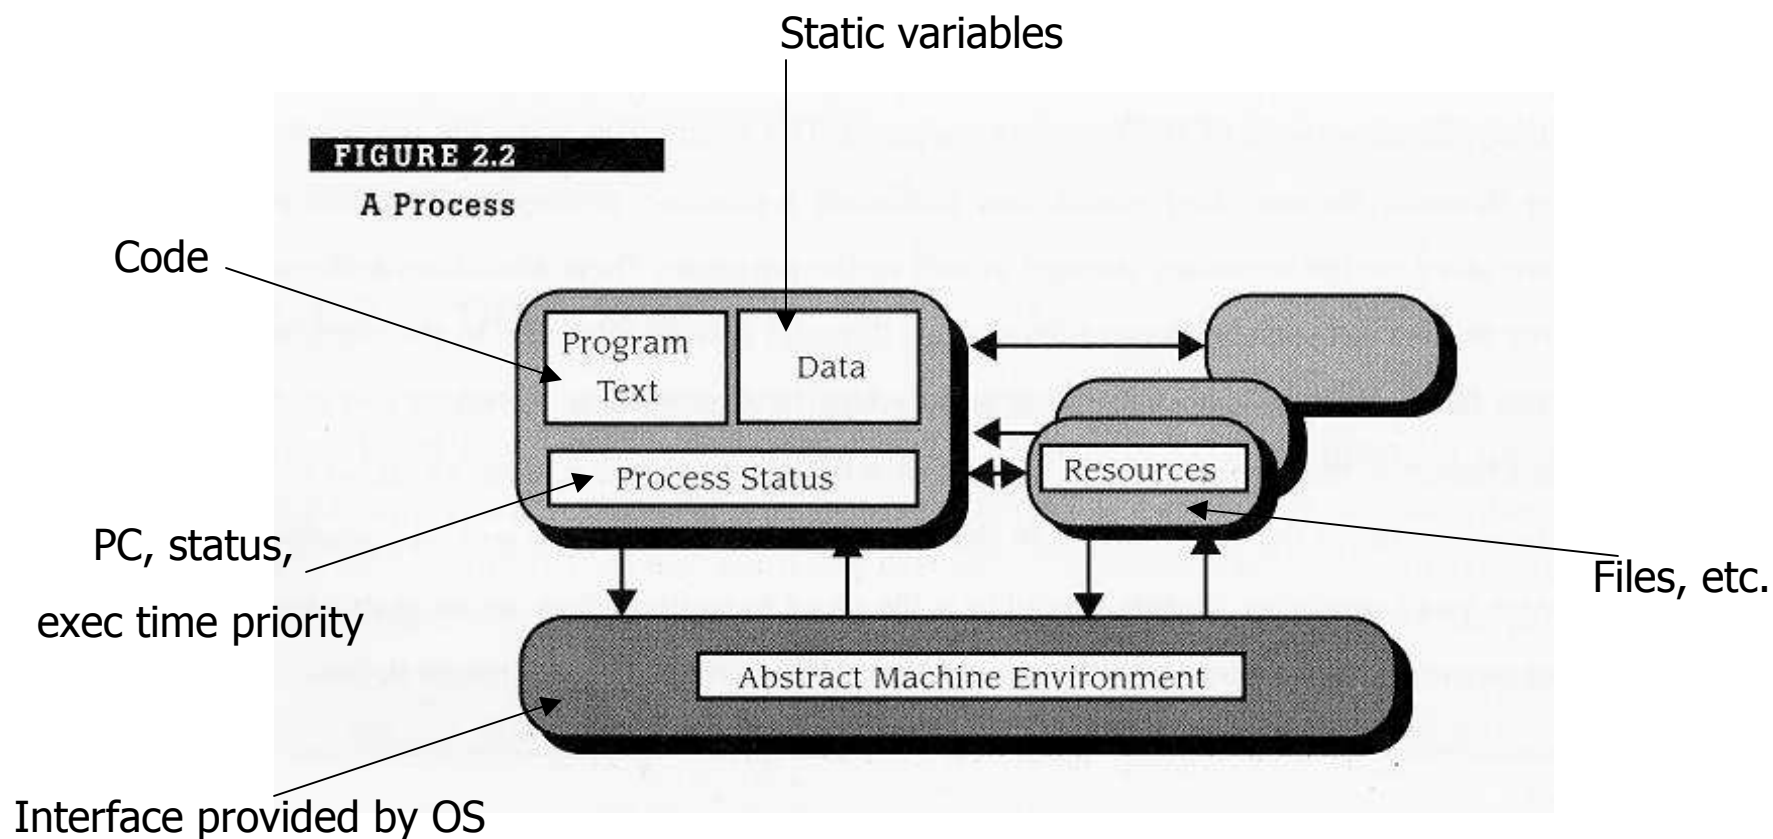 Static variables
FIGURE 2.2
A Process
Code
Program
Text
Data
Process Status
Resources
PC, status,
exec time priority
Files, etc.
Abstract Machine Environment
Interface provided by OS